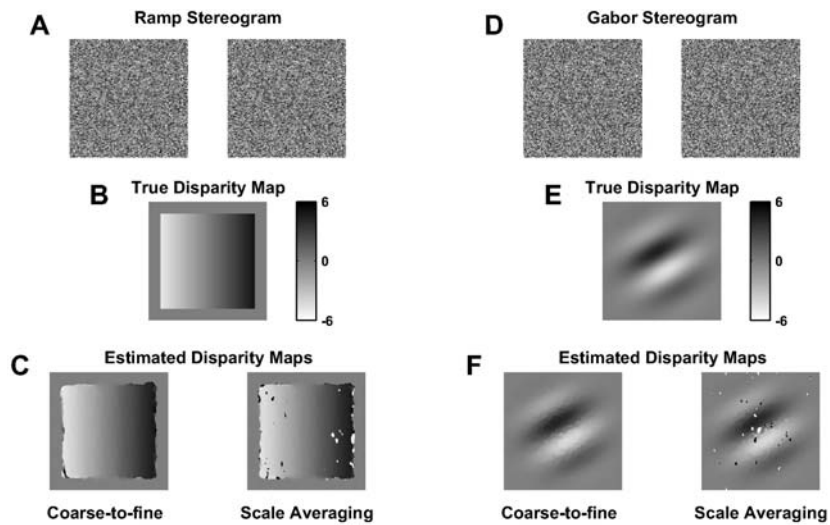 A
Ramp Stereogram
B
True Disparity Map
6
0
-6
C
Estimated Disparity Maps
Coarse-to-fine
Scale Averaging
D
Gabor Stereogram
E
True Disparity Map
6
0
-6
F
Estimated Disparity Maps
Coarse-to-fine
Scale Averaging